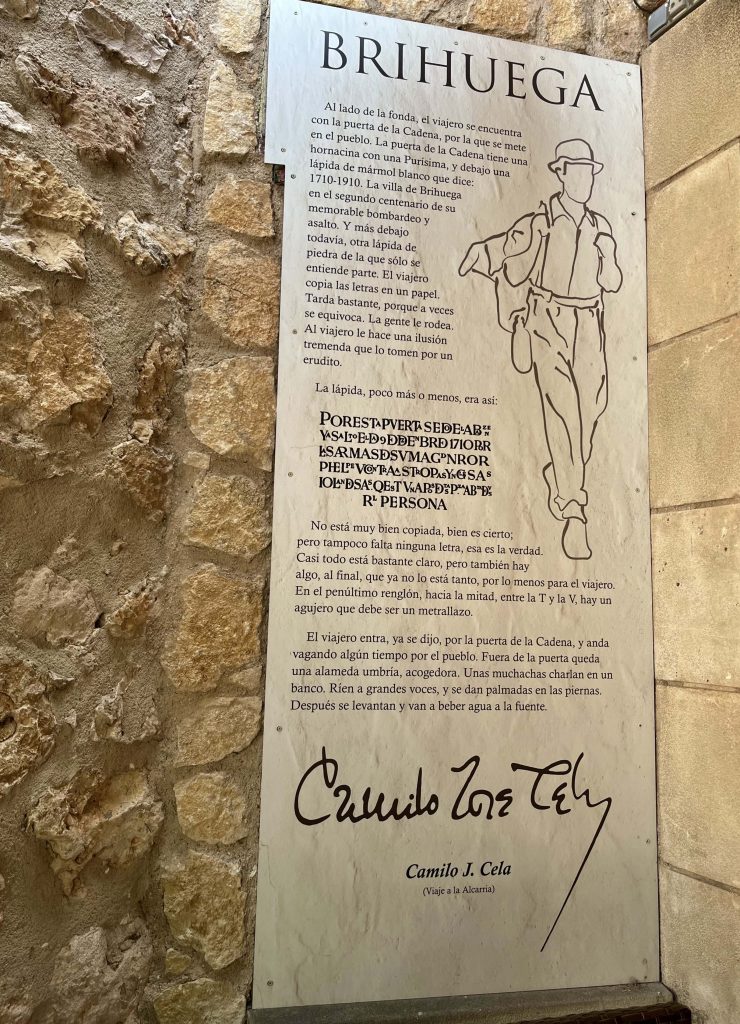 BRIHUEGA
Al lado de la fonda, el viajero se encuentra
con la puerta de la Cadena, por la que se mete
en el pueblo. La puerta de la Cadena tiene una
hornacina con una Purísima, y debajo una
lápida de mármol blanco que dice:
1710-1910. La villa de Brihuega
en el segundo centenario de su
memorable bombardeo y
asalto. Y más debajo
todavía, otra lápida de
piedra de la que sólo se
entiende parte. El viajero
copia las letras en un papel.
Tarda bastante, porque a veces
se equivoca. La gente le rodea.
Al viajero le hace una ilusión
tremenda que lo tomen por un
erudito.
La lápida, poco más o menos, era así:
PERSONA
No está muy bien copiada, bien es cierto;
pero tampoco falta ninguna letra, esa es la verdad.
Casi todo está bastante claro, pero también hay
algo, al final, que ya no lo está tanto, por lo menos para el viajero.
En el penúltimo renglón, hacia la mitad, entre la T y la V, hay un
agujero que debe ser un metrallazo.
El viajero entra, ya se dijo, por la puerta de la Cadena, y anda
vagando algún tiempo por el pueblo. Fuera de la puerta queda
una alameda umbría, acogedora. Unas muchachas charlan en un
banco. Ríen a grandes voces, y se dan palmadas en las piernas.
Después se levantan y van a beber agua a la fuente.
Camilo José Cela
Camilo J. Cela
(Viaje a la Alcarria)